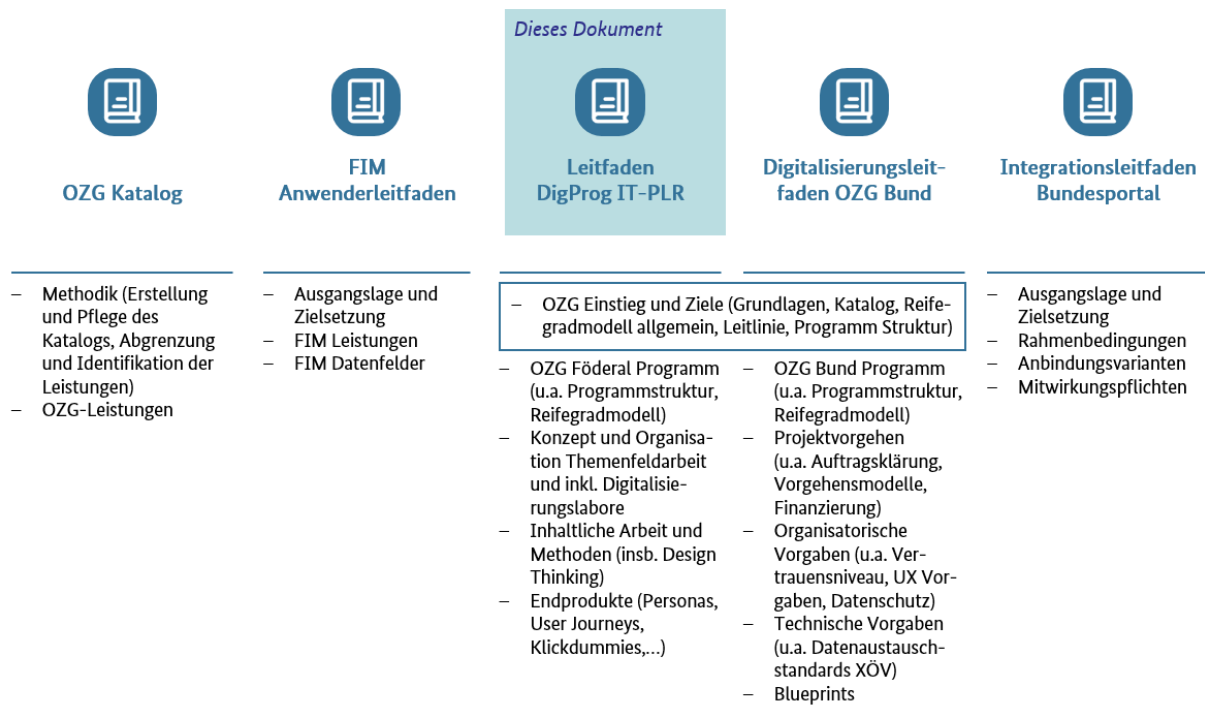 Dieses Dokument
OZG Katalog
FIM
Anwenderleitfaden
Leitfaden
DigProg IT-PLR
Digitalisierungsleit-
faden OZG Bund
Integrationsleitfaden
Bundesportal
– Methodik (Erstellung
und Pflege des
Katalogs, Abgrenzung
und Identifikation der
Leistungen)
– OZG-Leistungen
– Ausgangslage und
Zielsetzung
– FIM Leistungen
– FIM Datenfelder
– OZG Einstieg und Ziele (Grundlagen, Katalog, Reife-
gradmodell allgemein, Leitlinie, Programm Struktur)
– OZG Föderal Programm
(u.a. Programmstruktur,
Reifegradmodell)
– Konzept und Organisa-
tion Themenfeldarbeit
und inkl. Digitalisie-
rungslabore
– Inhaltliche Arbeit und
Methoden (insb. Design
Thinking)
– Endprodukte (Personas,
User Journeys,
Klickdummies,...)
– OZG Bund Programm
(u.a. Programmstruktur,
Reifegradmodell)
– Projektvorgehen
(u.a. Auftragsklärung,
Vorgehensmodelle,
Finanzierung)
– Organisatorische
Vorgaben (u.a. Ver-
trauensniveau, UX Vor-
gaben, Datenschutz)
– Technische Vorgaben
(u.a. Datenaustausch-
standards XÖV)
– Blueprints
– Ausgangslage und
Zielsetzung
– Rahmenbedingungen
– Anbindungsvarianten
– Mitwirkungspflichten